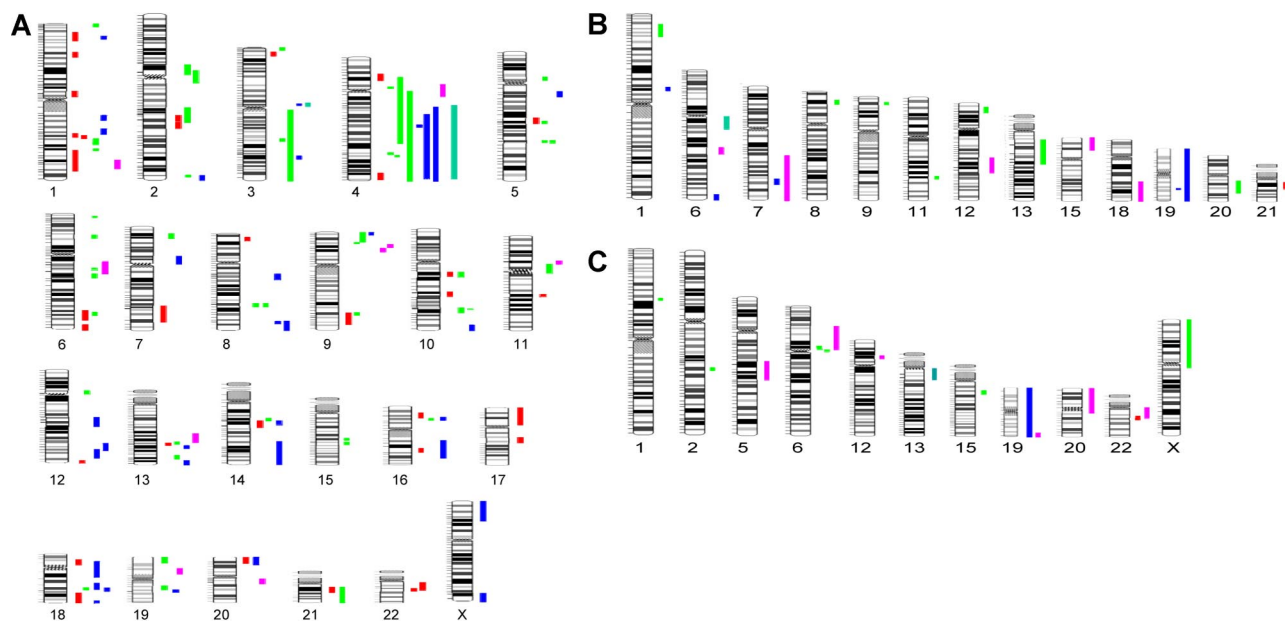 A
1 2 3 4 5
6 7 8 9 10 11
12 13 14 15 16 17
18 19 20 21 22 X
B
1 6 7 8 9 11 12 13 15 18 19 20 21
C
1 2 5 6 12 13 15 19 20 22 X